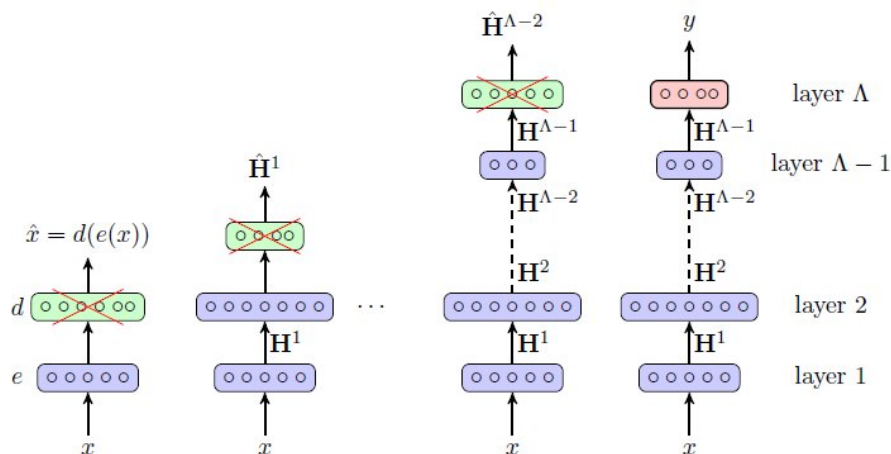 Ĥ^{Λ−2} y
layer Λ
H^{Λ−1} H^{Λ−1}
Ĥ^1 layer Λ − 1
H^{Λ−2} H^{Λ−2}
x̂ = d(e(x))
H^2 H^2
d ... layer 2
H^1 H^1 H^1
e layer 1
x x x x